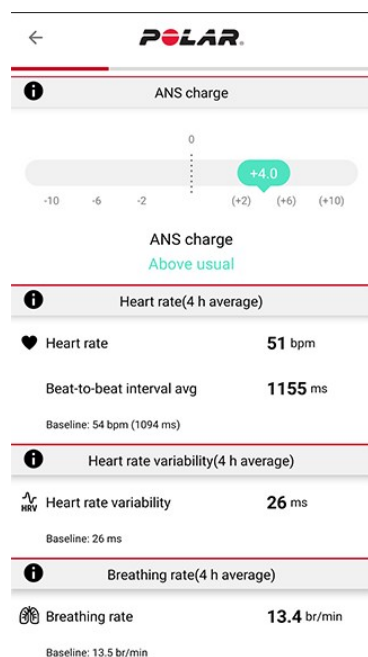 POLAR.
ANS charge
0
+4.0
-10 -6 -2 (+2) (+6) (+10)
ANS charge
Above usual
Heart rate(4 h average)
Heart rate 51 bpm
Beat-to-beat interval avg 1155 ms
Baseline: 54 bpm (1094 ms)
Heart rate variability(4 h average)
HRV Heart rate variability 26 ms
Baseline: 26 ms
Breathing rate(4 h average)
Breathing rate 13.4 br/min
Baseline: 13.5 br/min